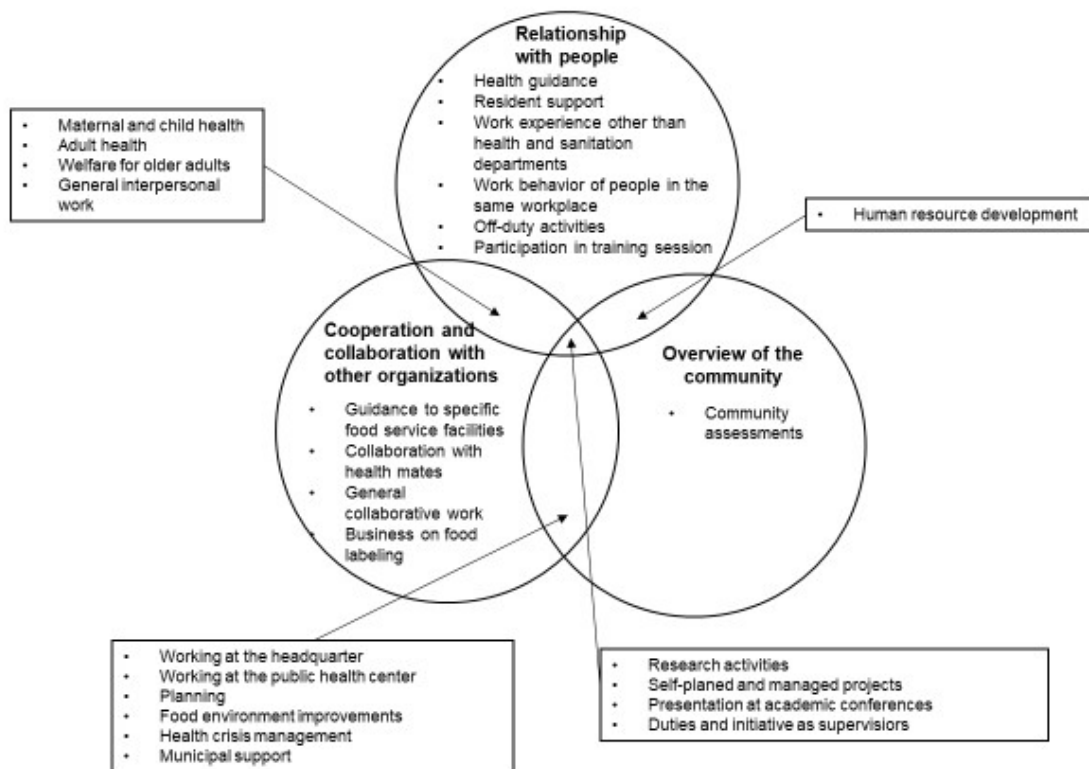 Relationship
with people
• Health guidance
• Resident support
• Work experience other than
health and sanitation
departments
• Work behavior of people in the
same workplace
• Off-duty activities
• Participation in training session
• Maternal and child health
• Adult health
• Welfare for older adults
• General interpersonal
work
• Human resource development
Cooperation and
collaboration with
other organizations
• Guidance to specific
food service facilities
• Collaboration with
health mates
• General
collaborative work
• Business on food
labeling
Overview of the
community
• Community
assessments
• Working at the headquarter
• Working at the public health center
• Planning
• Food environment improvements
• Health crisis management
• Municipal support
• Research activities
• Self-planed and managed projects
• Presentation at academic conferences
• Duties and initiative as supervisiors